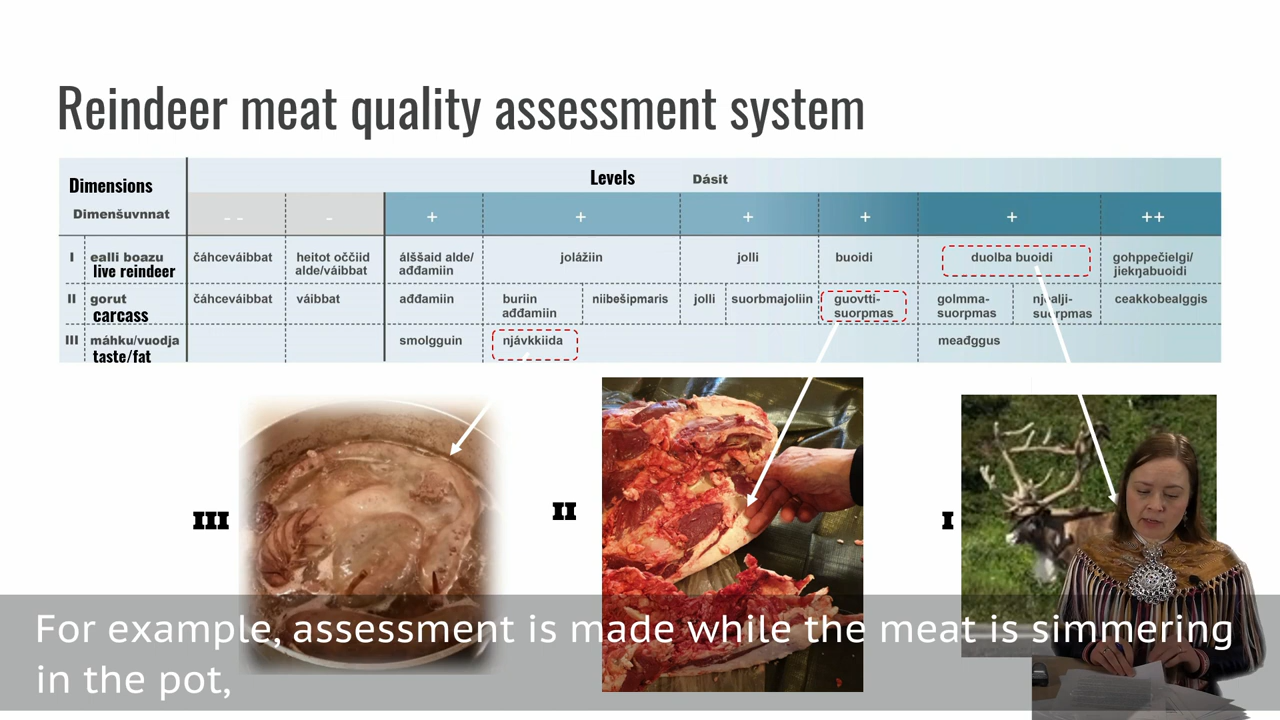 Reindeer meat quality assessment system
Dimensions
Levels Dásit
Dimenšuvnnat
-- - + + + + + ++
I ealli boazu čáhceváibbat heitot oččiid alde/váibbat álššaid alde/ađđamiin jolážiin jolli buoidi duolba buoidi gohppečielgi/jiekŋabuoidi
live reindeer
II gorut čáhceváibbat váibbat ađđamiin buriin ađđamiin niibešipmaris jolli suorbmajoliin guovtti-suorpmas golmma-suorpmas njealji-suorpmas ceakkobealggis
carcass
III máhku/vuodja smolgguin njávkkiida meađggus
taste/fat
III
II
I
For example, assessment is made while the meat is simmering
in the pot,